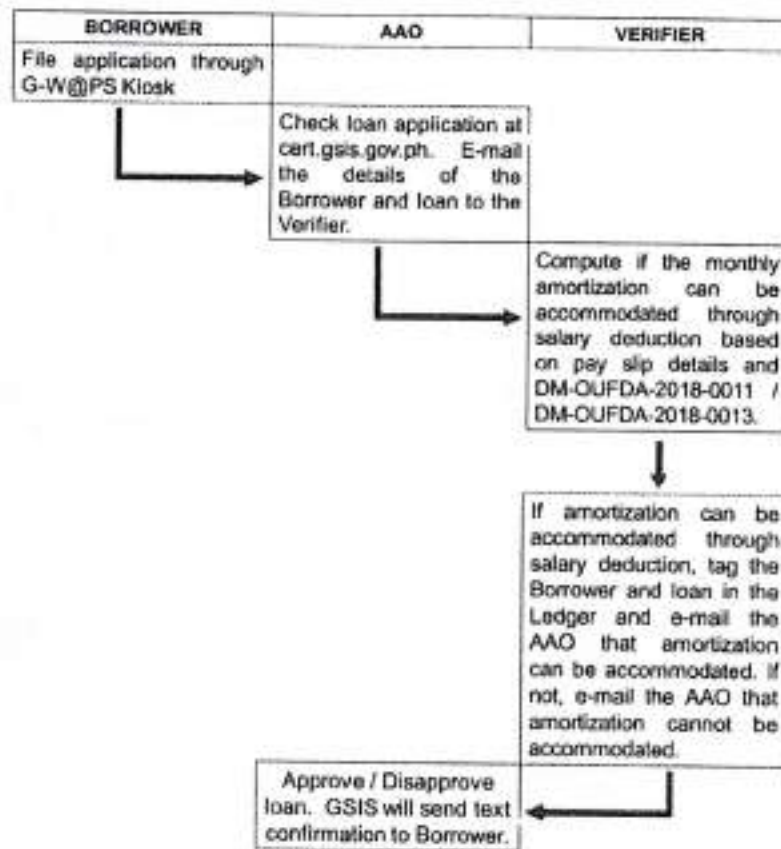 BORROWER
AAO
VERIFIER
File application through
G-W@PS Kiosk
Check loan application at
cert.gsis.gov.ph. E-mail
the details of the
Borrower and loan to the
Verifier.
Compute if the monthly
amortization can be
accommodated through
salary deduction based
on pay slip details and
DM-OUFDA-2018-0011 /
DM-OUFDA-2018-0013.
If amortization can be
accommodated through
salary deduction, tag the
Borrower and loan in the
Ledger and e-mail the
AAO that amortization
can be accommodated. If
not, e-mail the AAO that
amortization cannot be
accommodated.
Approve / Disapprove
loan. GSIS will send text
confirmation to Borrower.